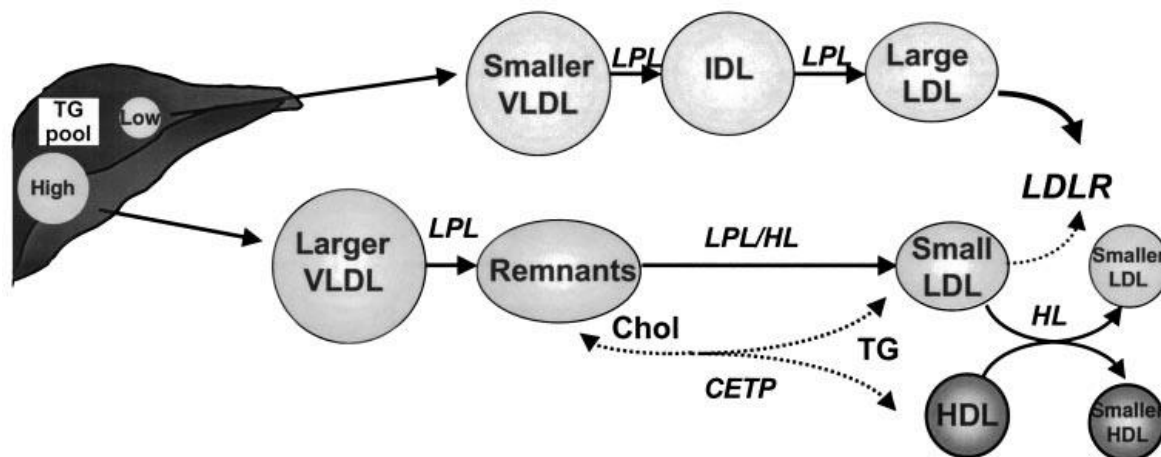 TG
pool
Low
High
Smaller
VLDL
LPL
IDL
LPL
Large
LDL
LDLR
Larger
VLDL
LPL
Remnants
LPL/HL
Small
LDL
Smaller
LDL
Chol
TG
CETP
HL
HDL
Smaller
HDL